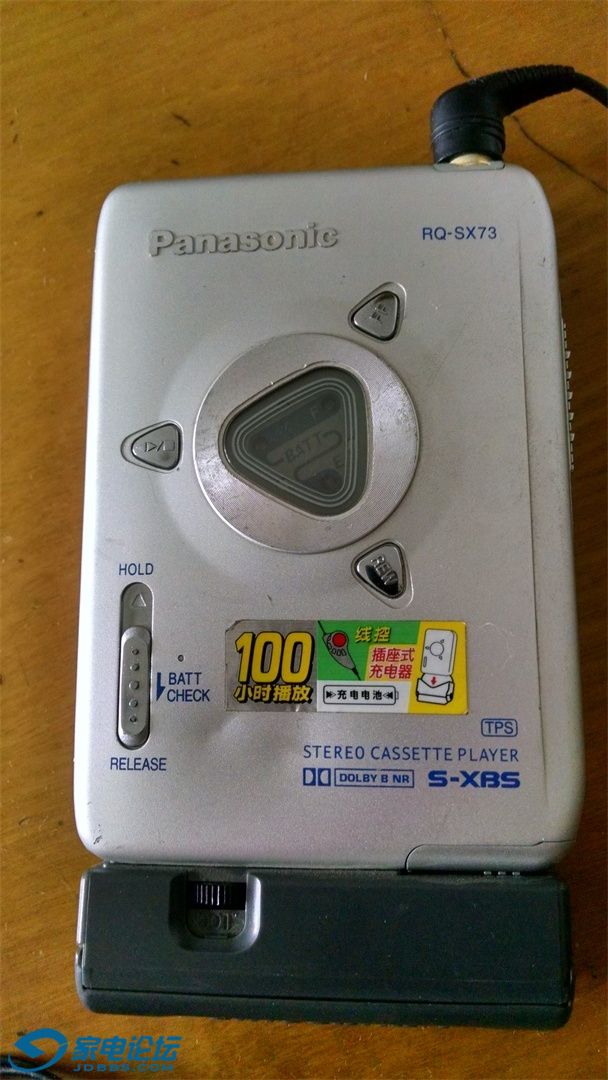 Panasonic
RQ-SX73
F
BATT
E
REW
HOLD
BATT
CHECK
RELEASE
100
小时播放
线控
插座式
充电器
充电电池
TPS
STEREO CASSETTE PLAYER
DOLBY B NR
S-XBS
家电论坛
JDBBS.COM